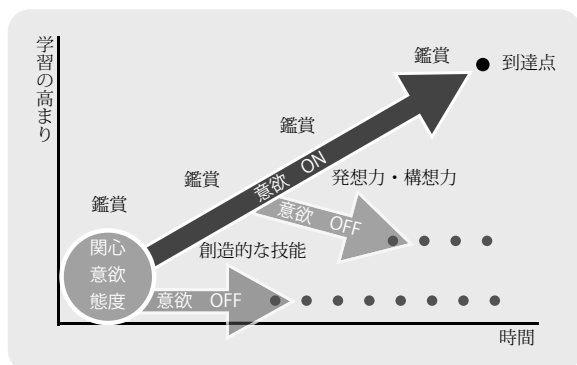 学習の高まり
鑑賞
到達点
鑑賞
意欲 ON
鑑賞
発想力・構想力
鑑賞
意欲 OFF
関心
意欲
態度
創造的な技能
意欲 OFF
時間